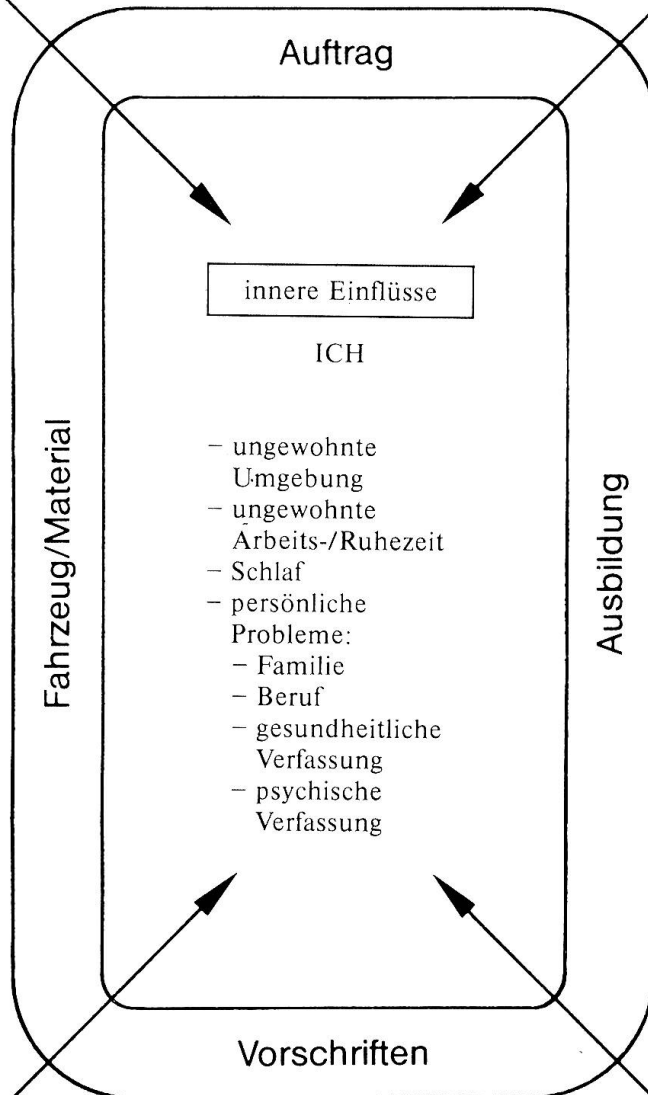 Auftrag
innere Einflüsse
ICH
Fahrzeug/Material
– ungewohnte
Umgebung
– ungewohnte
Arbeits-/Ruhezeit
– Schlaf
– persönliche
Probleme:
– Familie
– Beruf
– gesundheitliche
Verfassung
– psychische
Verfassung
Ausbildung
Vorschriften